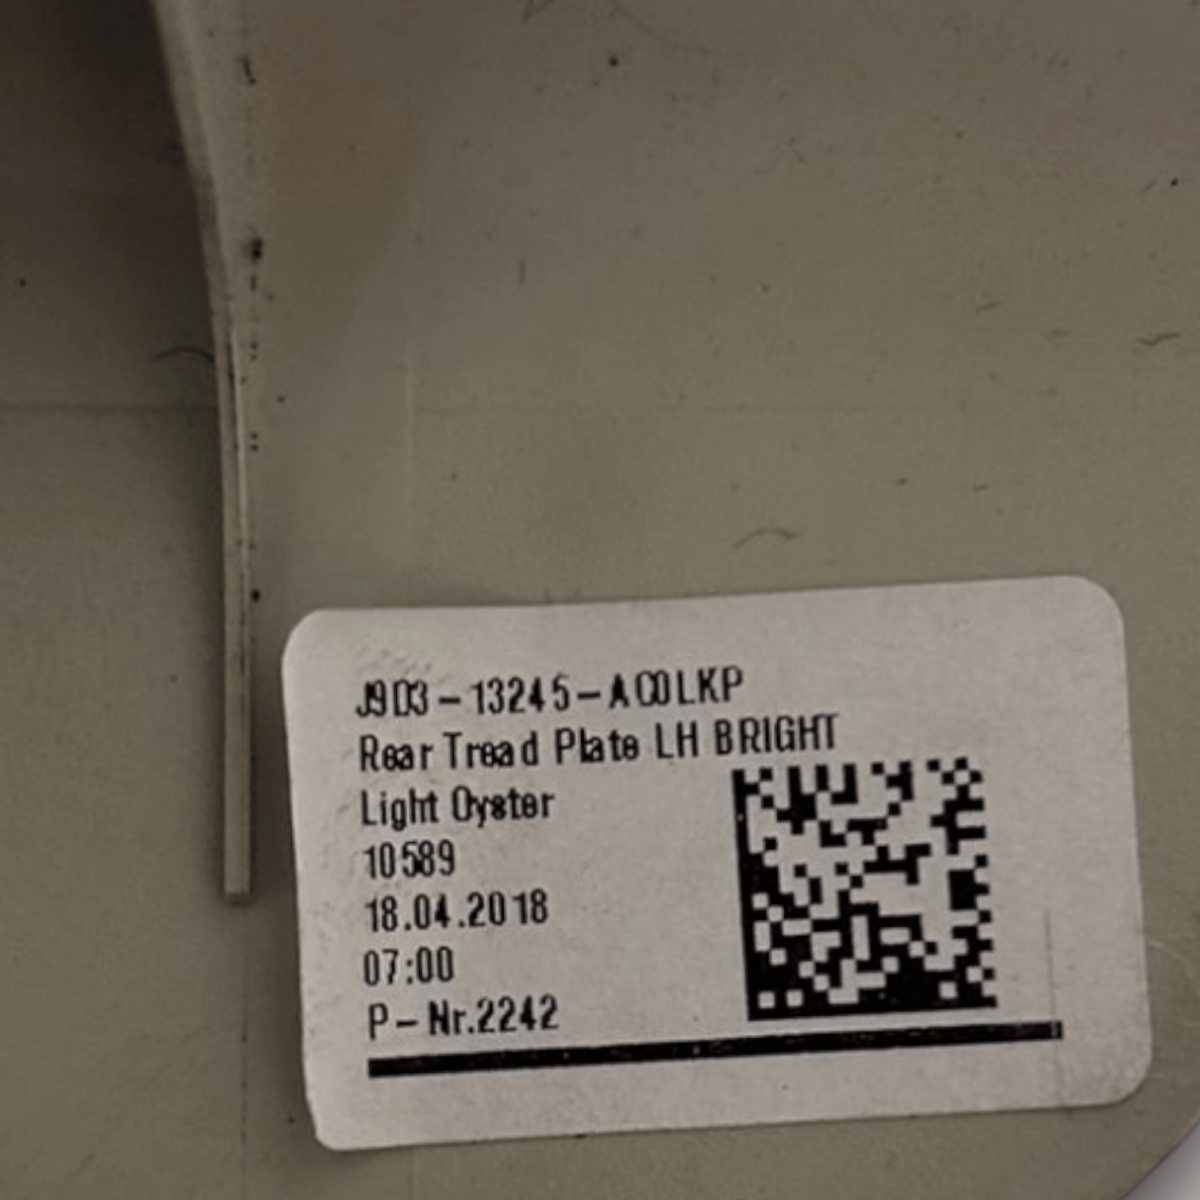 J9D3-13245-AC0LKP
Rear Tread Plate LH BRIGHT
Light Oyster
10589
18.04.2018
07:00
P-Nr.2242